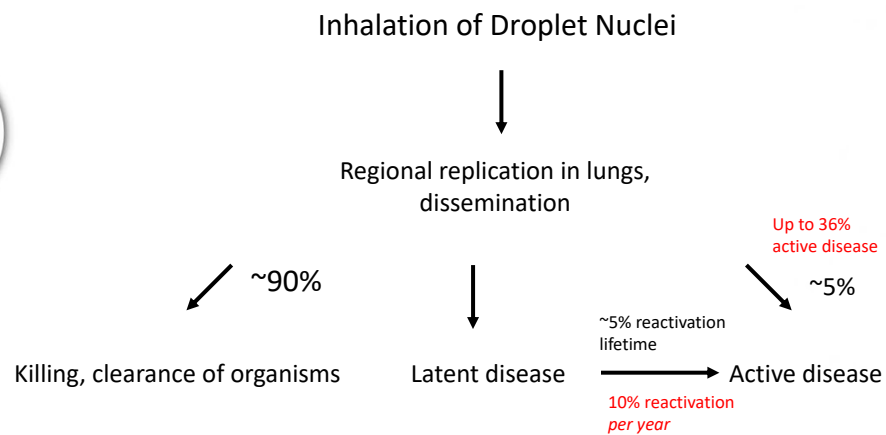 Inhalation of Droplet Nuclei
Regional replication in lungs,
dissemination
Up to 36%
active disease
~90%
~5%
~5% reactivation
lifetime
Killing, clearance of organisms
Latent disease
Active disease
10% reactivation
per year